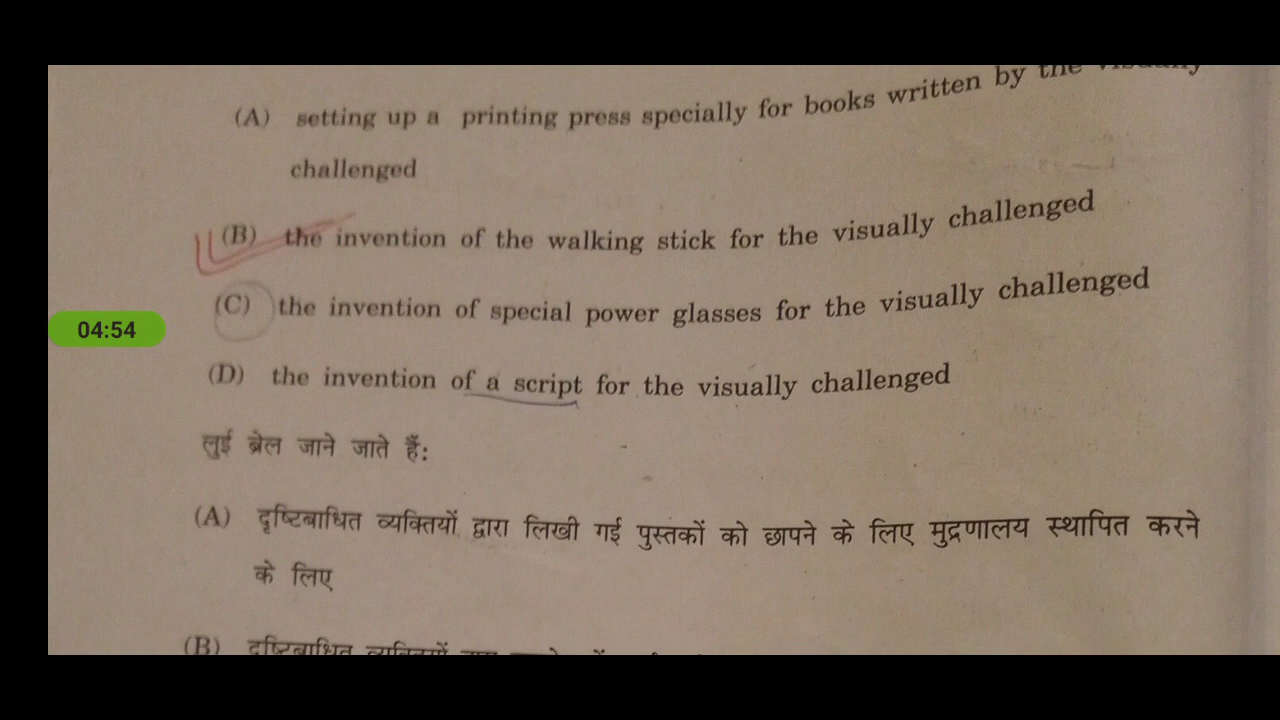 (A) setting up a printing press specially for books written by the visually
challenged
(B) the invention of the walking stick for the visually challenged
(C) the invention of special power glasses for the visually challenged
04:54
(D) the invention of a script for the visually challenged
लुई ब्रेल जाने जाते हैं:
(A) दृष्टिबाधित व्यक्तियों द्वारा लिखी गई पुस्तकों को छापने के लिए मुद्रणालय स्थापित करने
के लिए
(B) दृष्टिबाधित व्यक्तियों